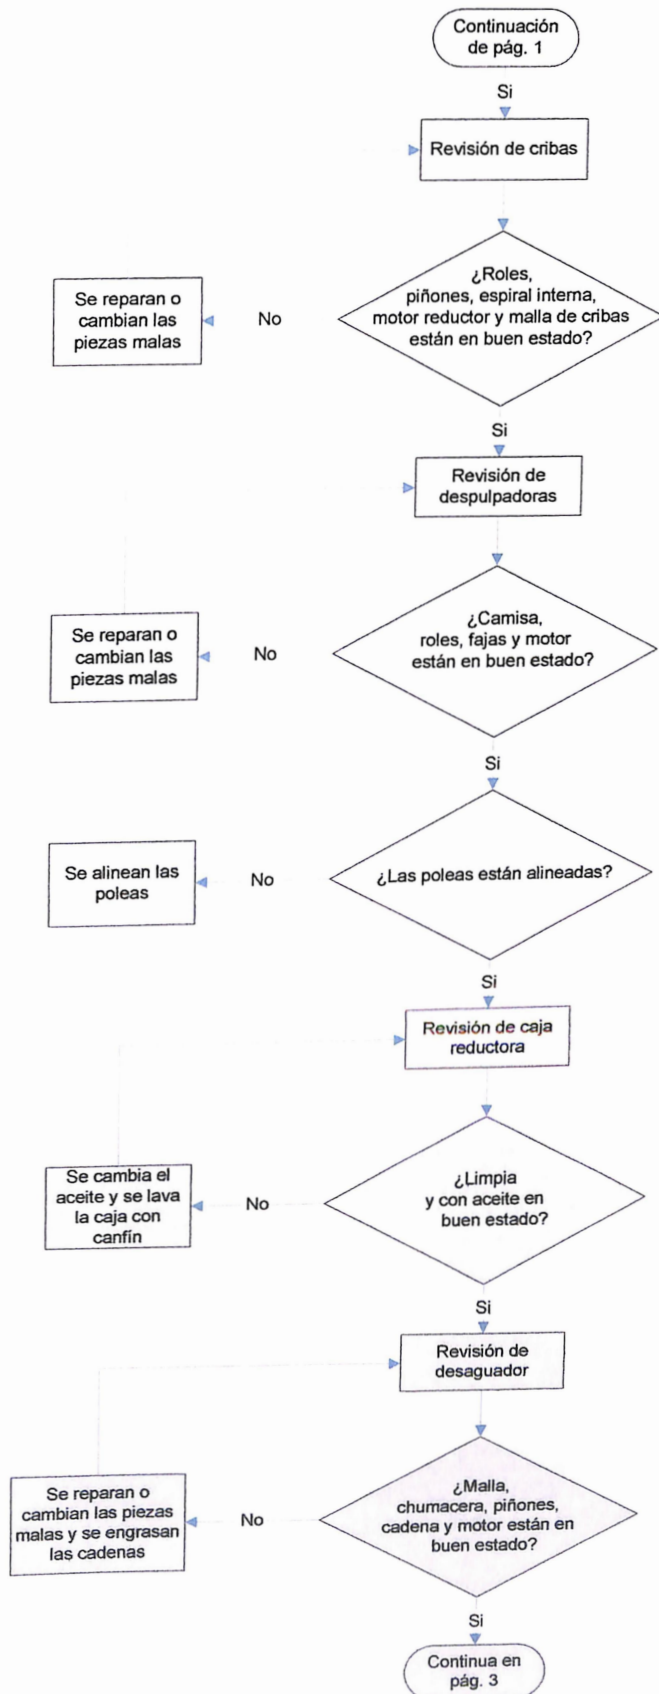 Continuación
de pág. 1
Si
Revisión de cribas
¿Roles,
piñones, espiral interna,
motor reductor y malla de cribas
están en buen estado?
No
Se reparan o
cambian las
piezas malas
Si
Revisión de
despulpadoras
¿Camisa,
roles, fajas y motor
están en buen estado?
No
Se reparan o
cambian las
piezas malas
Si
¿Las poleas están alineadas?
No
Se alinean las
poleas
Si
Revisión de caja
reductora
¿Limpia
y con aceite en
buen estado?
No
Se cambia el
aceite y se lava
la caja con
canfín
Si
Revisión de
desaguador
¿Malla,
chumacera, piñones,
cadena y motor están en
buen estado?
No
Se reparan o
cambian las piezas
malas y se engrasan
las cadenas
Si
Continua en
pág. 3